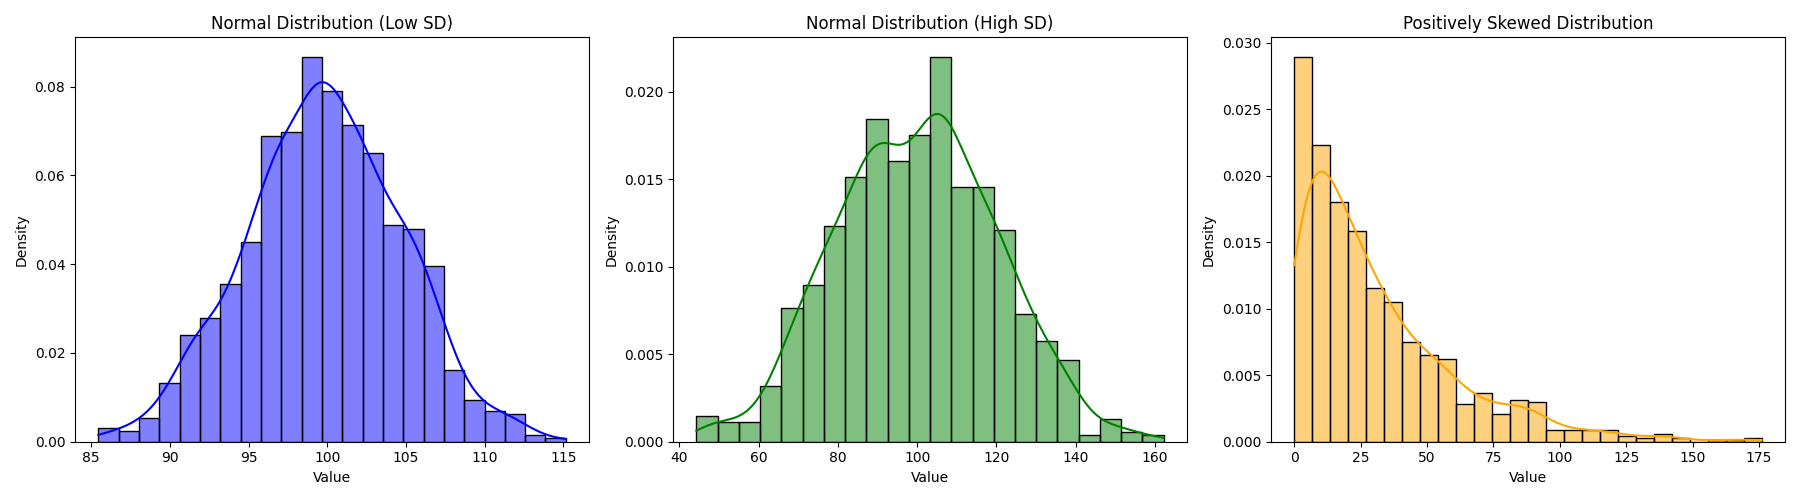 Normal Distribution (Low SD)
Density
0.08
0.06
0.04
0.02
0.00
85 90 95 100 105 110 115
Value
Normal Distribution (High SD)
Density
0.020
0.015
0.010
0.005
0.000
40 60 80 100 120 140 160
Value
Positively Skewed Distribution
Density
0.030
0.025
0.020
0.015
0.010
0.005
0.000
0 25 50 75 100 125 150 175
Value